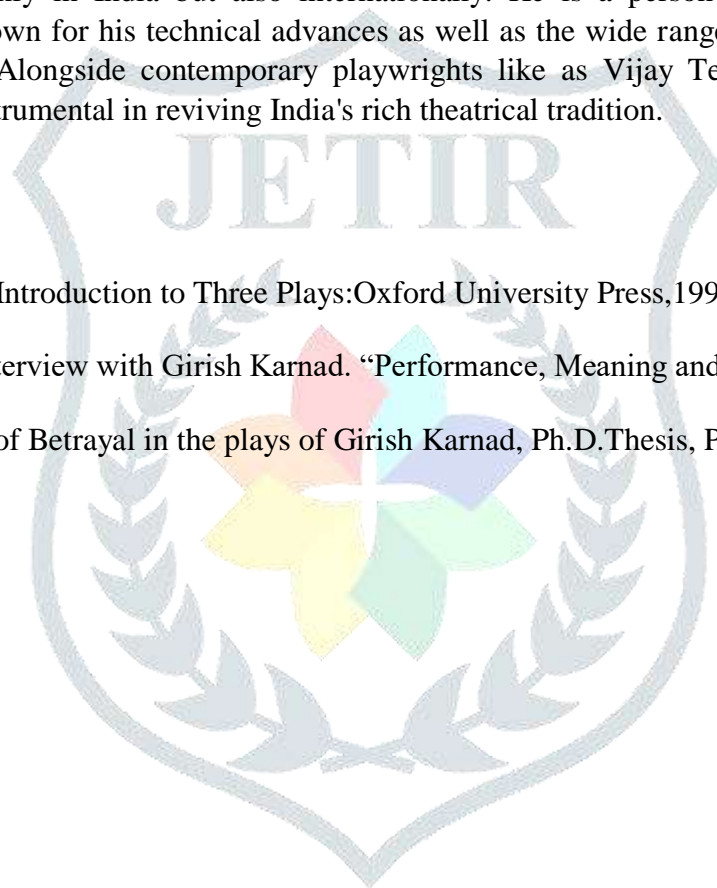 in India but also internationally. He is a person
own for his technical advances as well as the wide range
Alongside contemporary playwrights like as Vijay Te
trumental in reviving India's rich theatrical tradition.
JETIR
Introduction to Three Plays:Oxford University Press,199
terview with Girish Karnad. “Performance, Meaning and
of Betrayal in the plays of Girish Karnad, Ph.D.Thesis, P